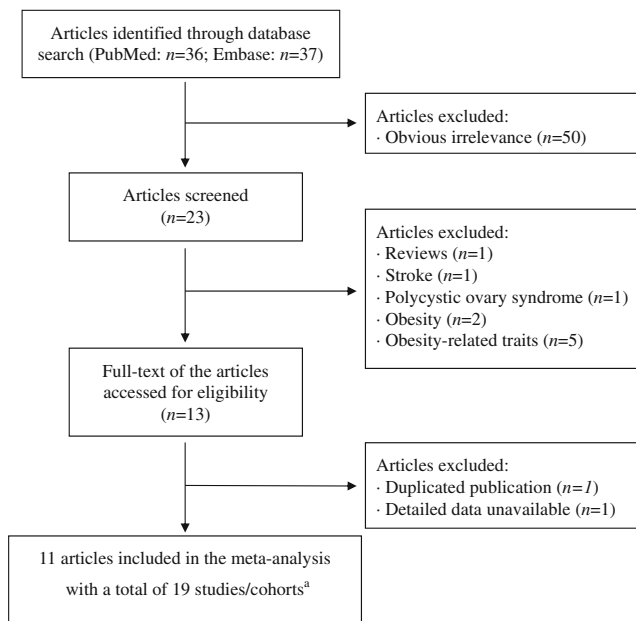 Articles identified through database
search (PubMed: n=36; Embase: n=37)
Articles excluded:
· Obvious irrelevance (n=50)
Articles screened
(n=23)
Articles excluded:
· Reviews (n=1)
· Stroke (n=1)
· Polycystic ovary syndrome (n=1)
· Obesity (n=2)
· Obesity-related traits (n=5)
Full-text of the articles
accessed for eligibility
(n=13)
Articles excluded:
· Duplicated publication (n=1)
· Detailed data unavailable (n=1)
11 articles included in the meta-analysis
with a total of 19 studies/cohortsᵃ